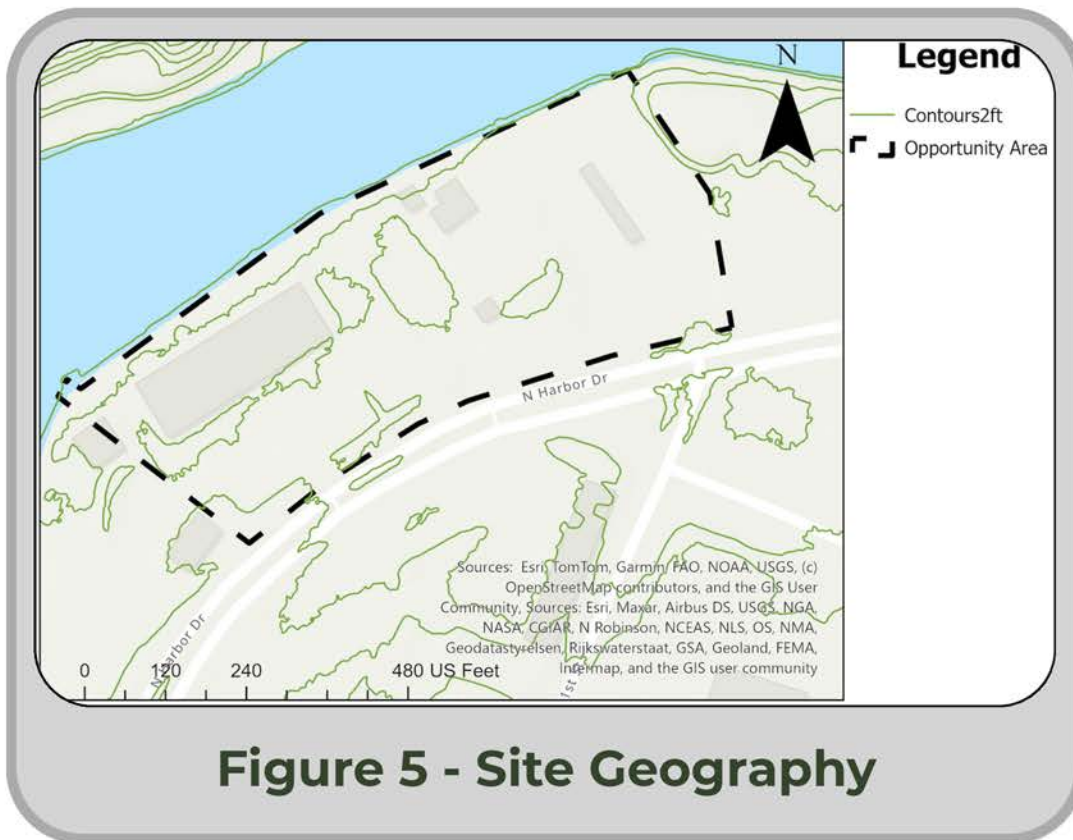 N
Legend
Contours2ft
Opportunity Area
N Harbor Dr
Sources: Esri, TomTom, Garmin, FAO, NOAA, USGS, (c)
OpenStreetMap contributors, and the GIS User
Community, Sources: Esri, Maxar, Airbus DS, USGS, NGA,
NASA, CGIAR, N Robinson, NCEAS, NLS, OS, NMA,
Geodatastyrelsen, Rijkswaterstaat, GSA, Geoland, FEMA,
Intermap, and the GIS user community
N Harbor Dr
0 120 240 480 US Feet
Figure 5 - Site Geography